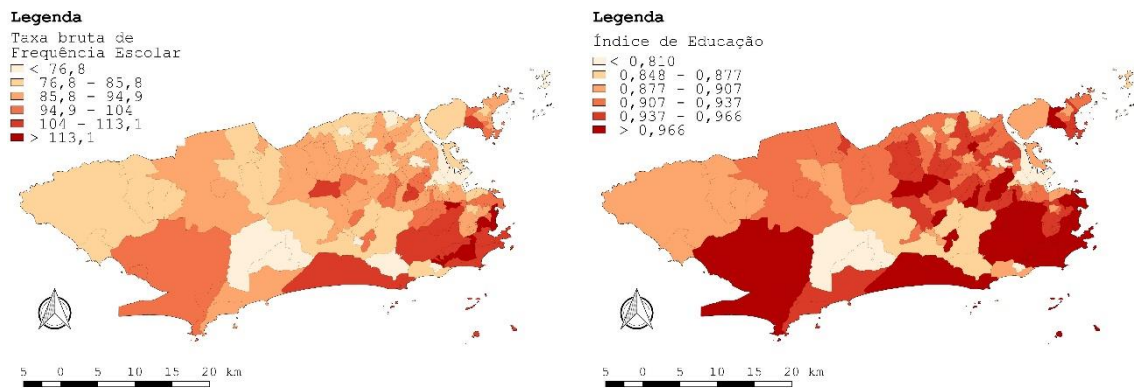 Legenda
Taxa bruta de
Frequência Escolar
< 76,8
76,8 - 85,8
85,8 - 94,9
94,9 - 104
104 - 113,1
> 113,1
5 0 5 10 15 20 km
Legenda
Índice de Educação
< 0,810
0,848 - 0,877
0,877 - 0,907
0,907 - 0,937
0,937 - 0,966
> 0,966
5 0 5 10 15 20 km